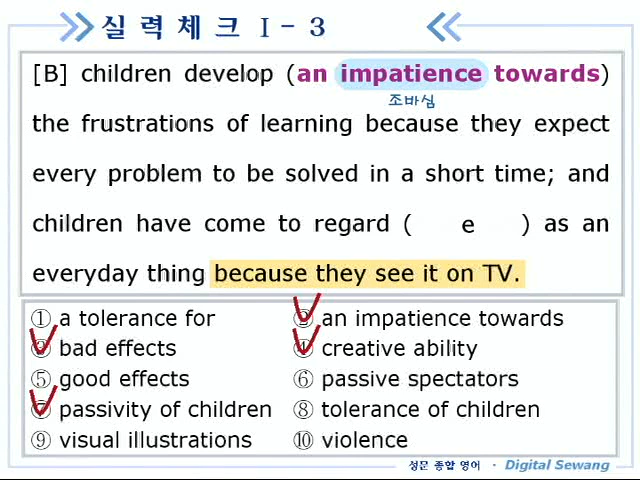 실력체크 I - 3
[B] children develop (an impatience towards)
조바심
the frustrations of learning because they expect
every problem to be solved in a short time; and
children have come to regard ( e ) as an
everyday thing because they see it on TV.
① a tolerance for
② an impatience towards
③ bad effects
④ creative ability
⑤ good effects
⑥ passive spectators
⑦ passivity of children
⑧ tolerance of children
⑨ visual illustrations
⑩ violence
성문 종합 영어 · Digital Sewang